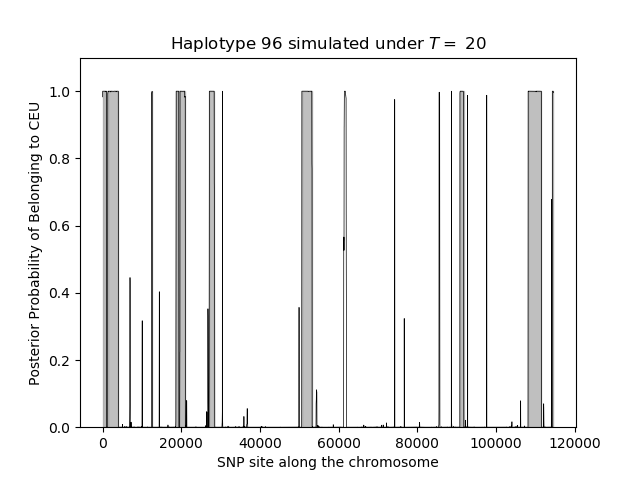 Haplotype 96 simulated under T = 20
Posterior Probability of Belonging to CEU
1.0
0.8
0.6
0.4
0.2
0.0
0 20000 40000 60000 80000 100000 120000
SNP site along the chromosome